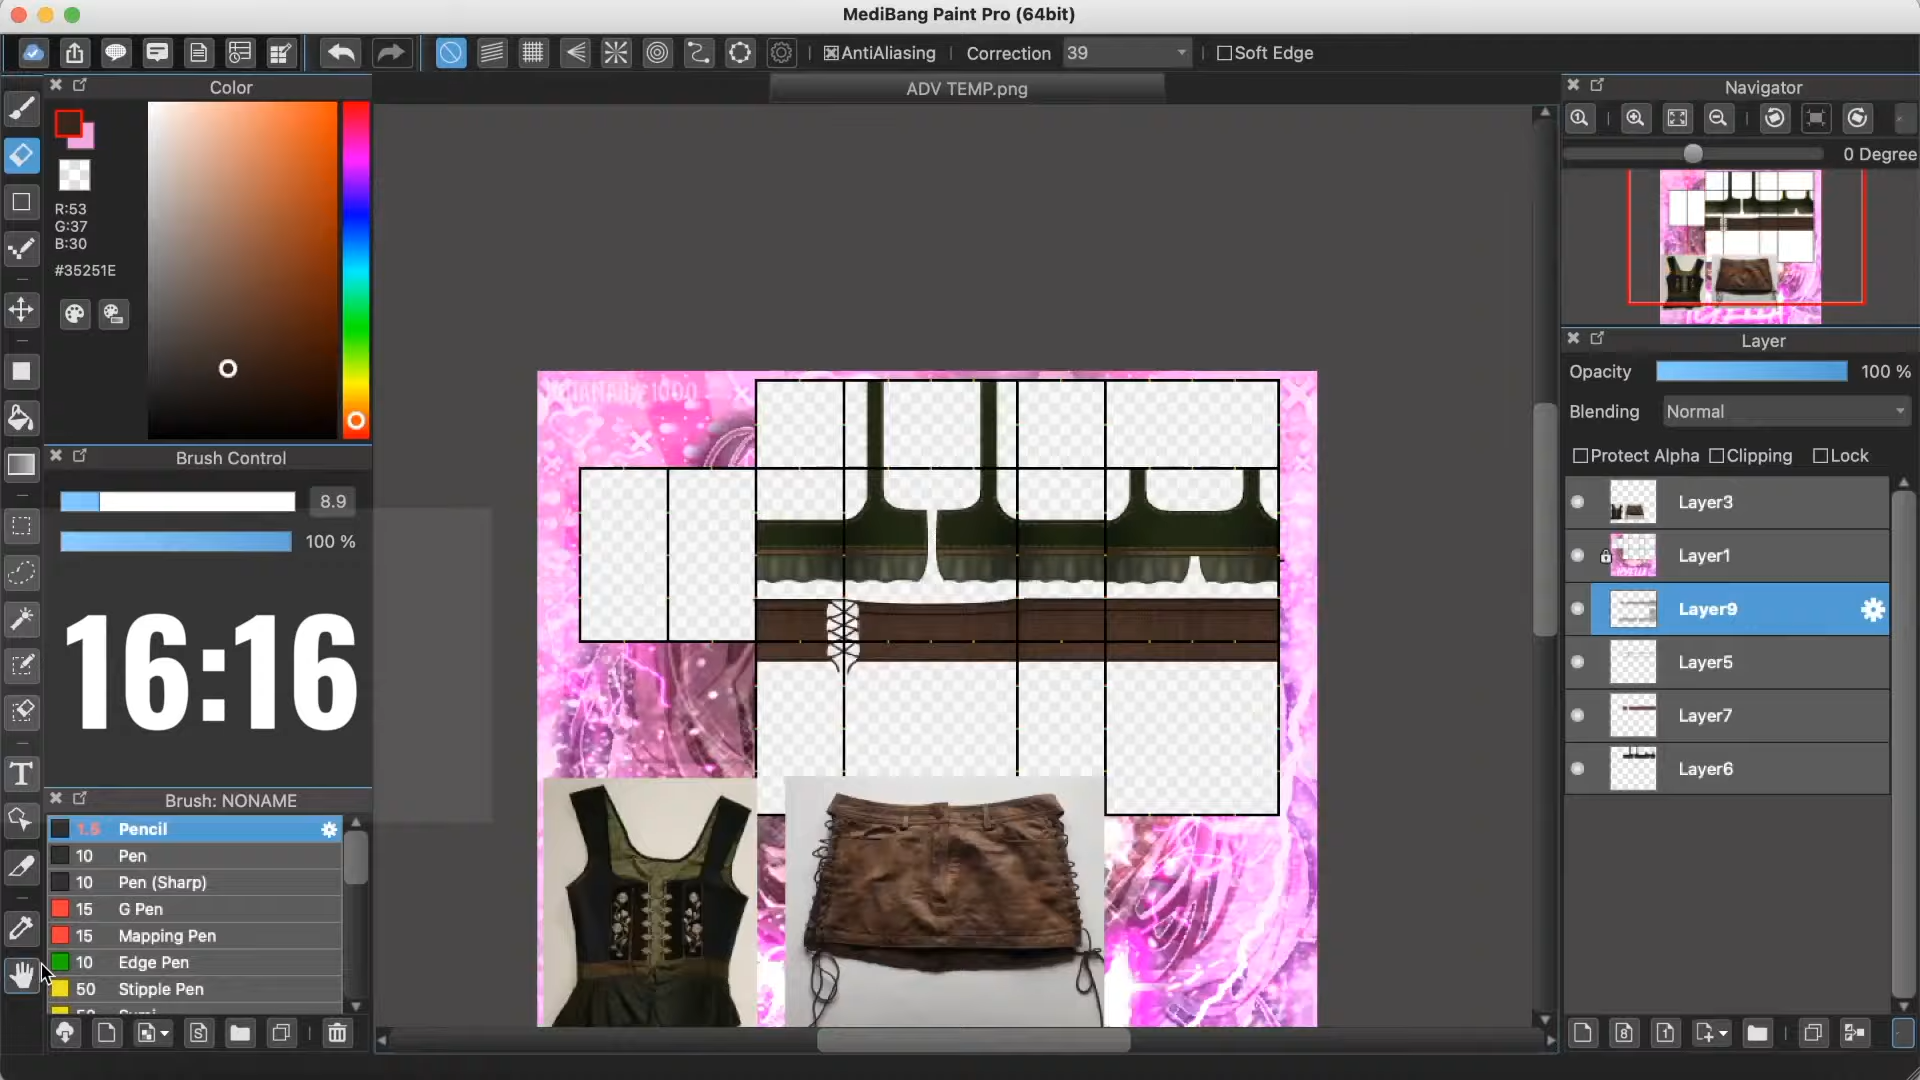 MediBang Paint Pro (64bit)
AntiAliasing
Correction
39
Soft Edge
Color
ADV TEMP.png
Navigator
0 Degree
R:53
G:37
B:30
#35251E
Layer
Opacity
100 %
Blending
Normal
Protect Alpha
Clipping
Lock
Brush Control
8.9
100 %
16:16
Layer3
Layer1
Layer9
Layer5
Layer7
Layer6
Brush: NONAME
1.5 Pencil
10 Pen
10 Pen (Sharp)
15 G Pen
15 Mapping Pen
10 Edge Pen
50 Stipple Pen